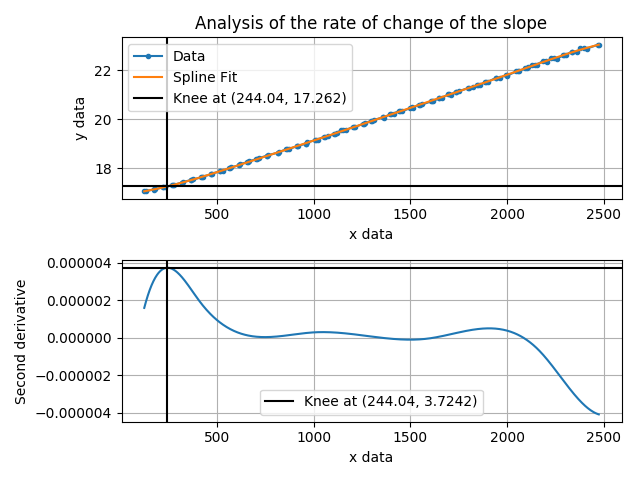 Analysis of the rate of change of the slope
Data
Spline Fit
Knee at (244.04, 17.262)
22
20
18
y data
500
1000
1500
2000
2500
x data
0.000004
0.000002
0.000000
−0.000002
−0.000004
Second derivative
Knee at (244.04, 3.7242)
500
1000
1500
2000
2500
x data